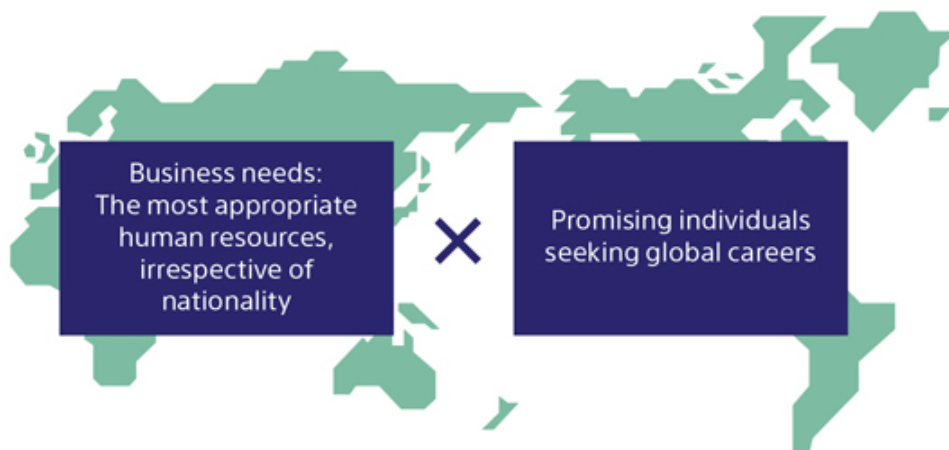 Business needs:
The most appropriate
human resources,
irrespective of
nationality
×
Promising individuals
seeking global careers